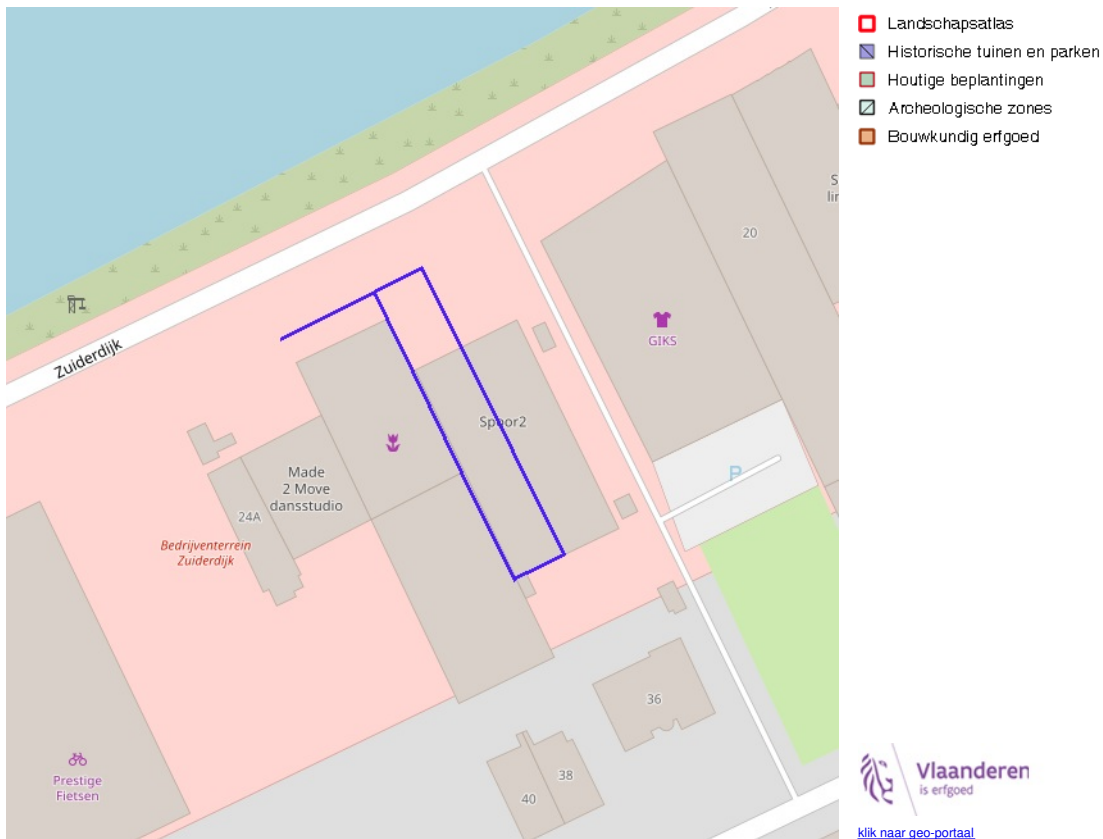 Landschapsatlas
Historische tuinen en parken
Houtige beplantingen
Archeologische zones
Bouwkundig erfgoed
20
GIKS
Zuiderdijk
Spoor2
Made
2 Move
dansstudio
24A
Bedrijventerrein
Zuiderdijk
P
36
38
40
Prestige
Fietsen
Vlaanderen
is erfgoed
klik naar geo-portaal